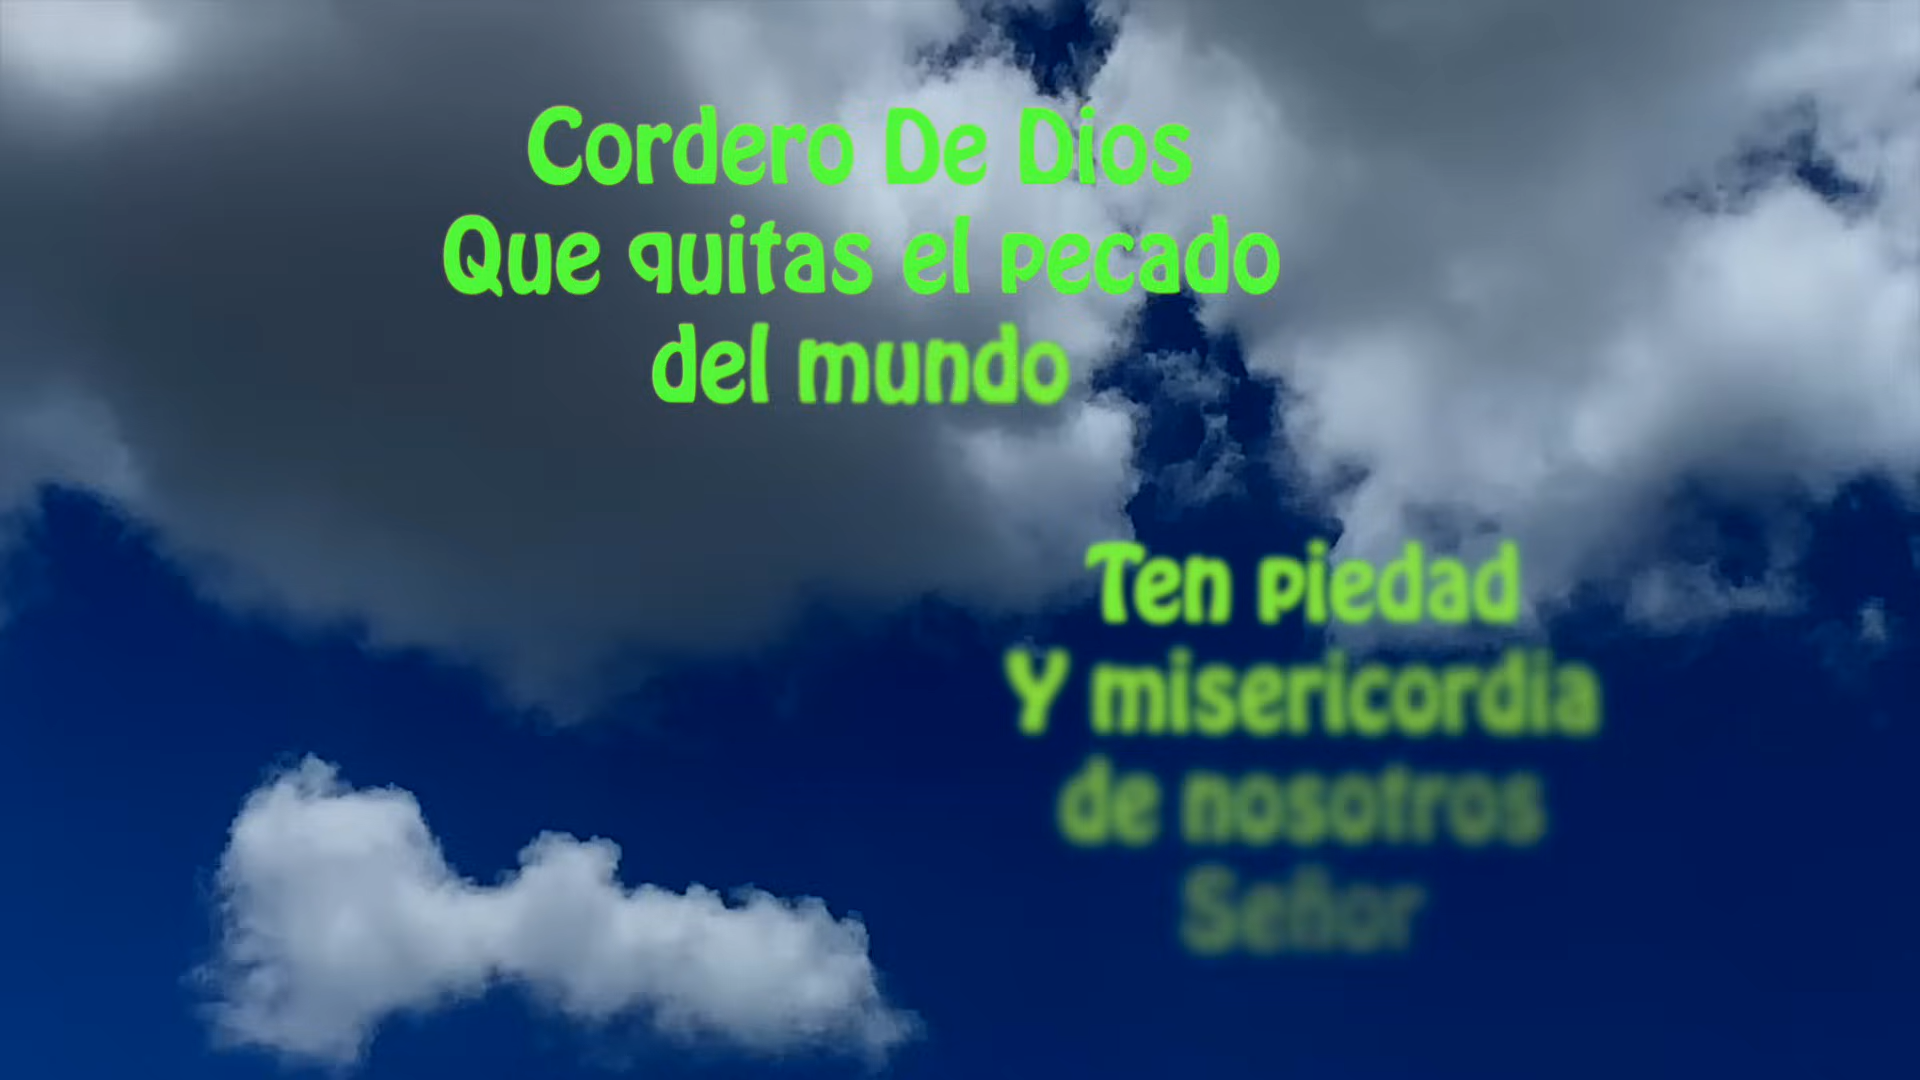 Cordero De Dios
Que quitas el pecado
del mundo
Ten piedad
Y misericordia
de nosotros
Señor